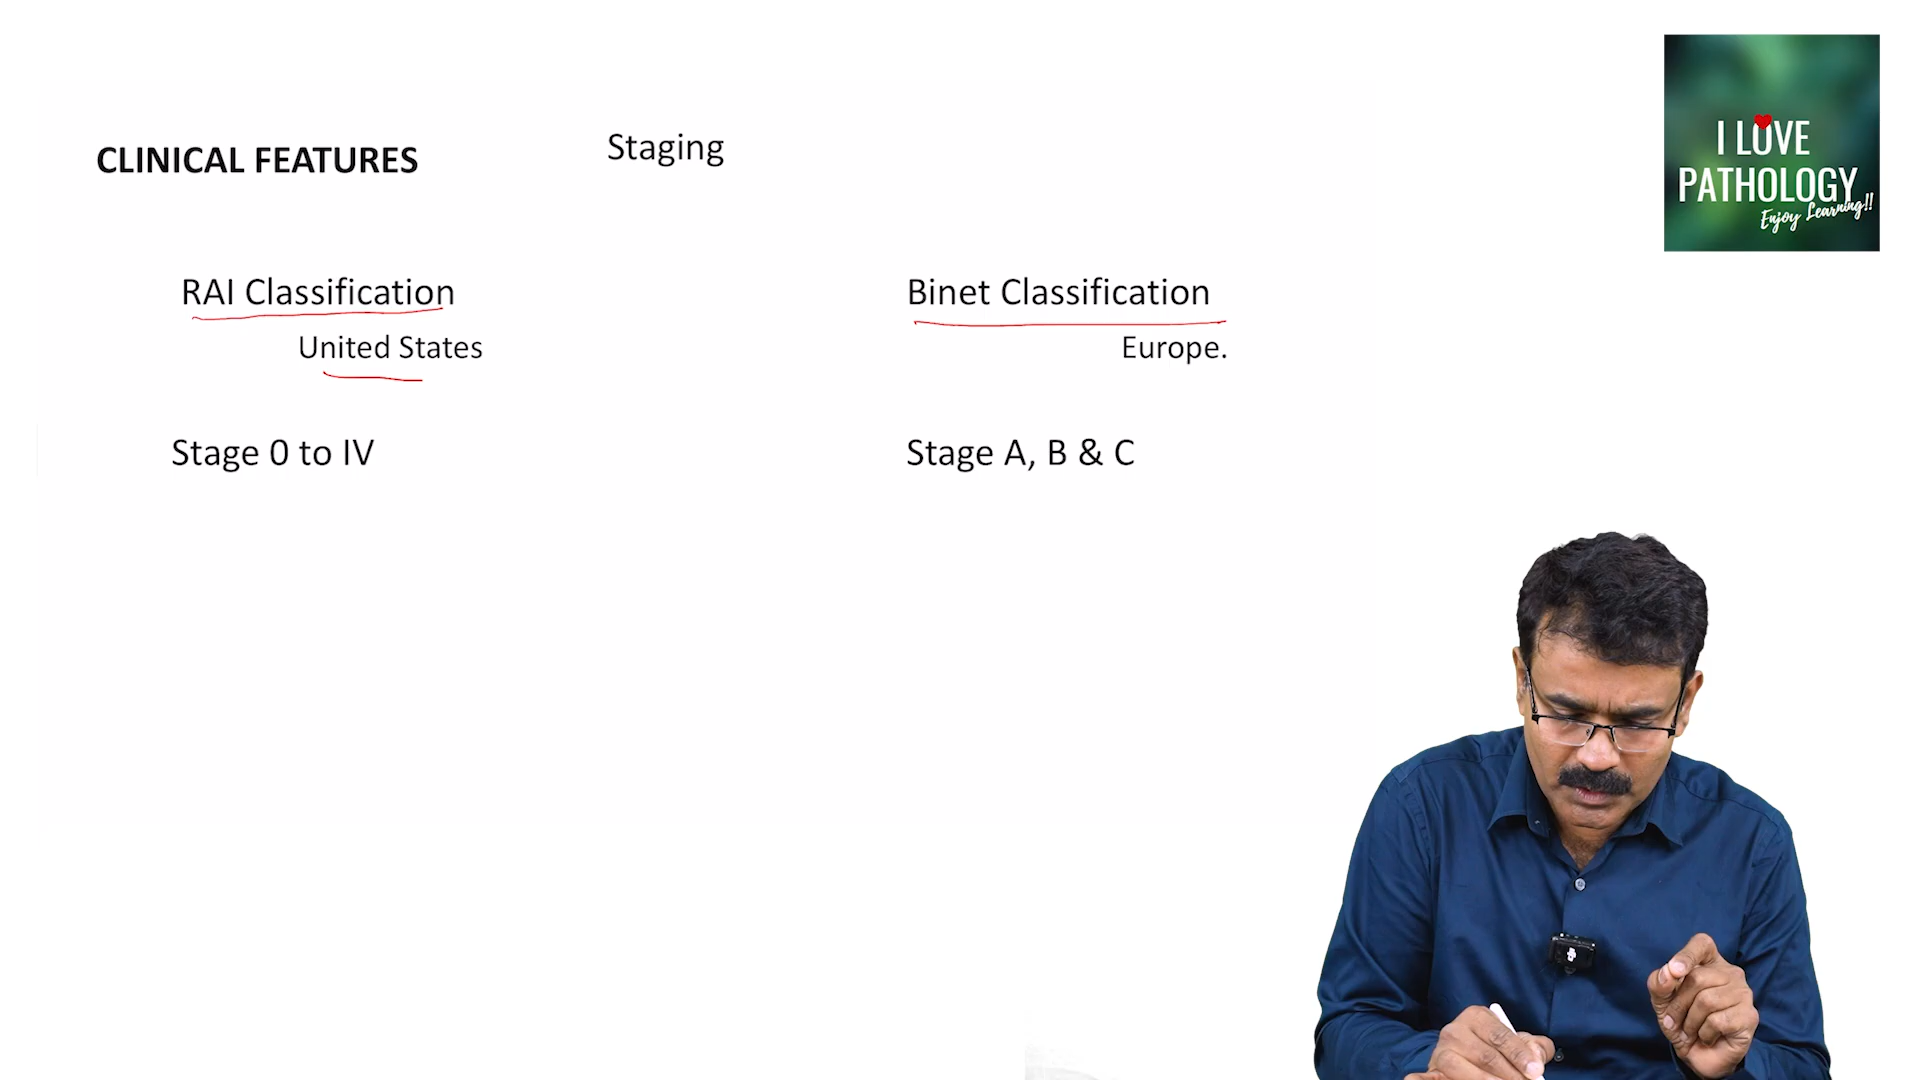 CLINICAL FEATURES
Staging
RAI Classification
United States
Stage 0 to IV
Binet Classification
Europe.
Stage A, B & C
I LOVE
PATHOLOGY
Enjoy Learning!!